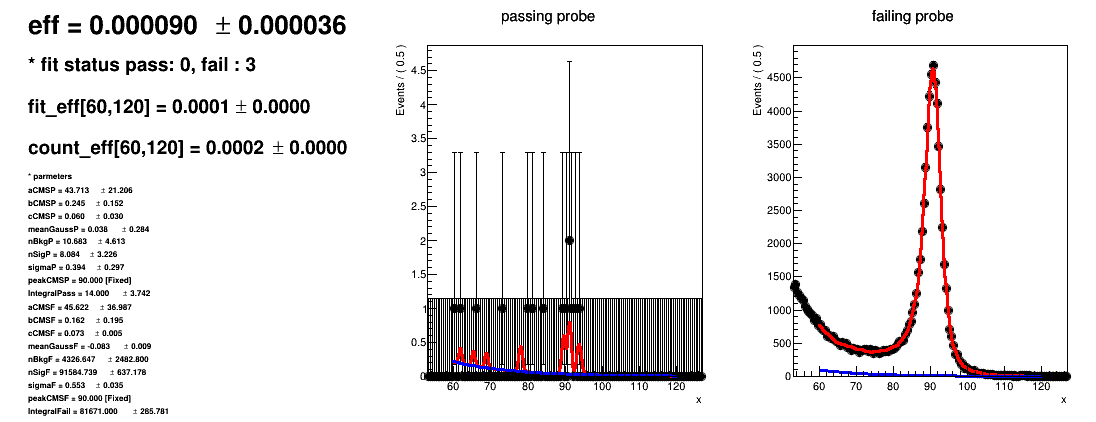 eff = 0.000090 ± 0.000036
* fit status pass: 0, fail : 3
fit_eff[60,120] = 0.0001 ± 0.0000
count_eff[60,120] = 0.0002 ± 0.0000
* parmeters
aCMSP = 43.713 ± 21.206
bCMSP = 0.245 ± 0.152
cCMSP = 0.060 ± 0.030
meanGaussP = 0.038 ± 0.284
nBkgP = 10.683 ± 4.613
nSigP = 8.084 ± 3.226
sigmaP = 0.394 ± 0.297
peakCMSP = 90.000 [Fixed]
IntegralPass = 14.000 ± 3.742
aCMSF = 45.622 ± 36.987
bCMSF = 0.162 ± 0.195
cCMSF = 0.073 ± 0.005
meanGaussF = -0.083 ± 0.009
nBkgF = 4326.647 ± 2482.800
nSigF = 91584.739 ± 637.178
sigmaF = 0.553 ± 0.035
peakCMSF = 90.000 [Fixed]
IntegralFail = 81671.000 ± 285.781
passing probe
Events / ( 0.5 )
4.5
4
3.5
3
2.5
2
1.5
1
0.5
0
60 70 80 90 100 110 120
x
failing probe
Events / ( 0.5 )
4500
4000
3500
3000
2500
2000
1500
1000
500
0
60 70 80 90 100 110 120
x